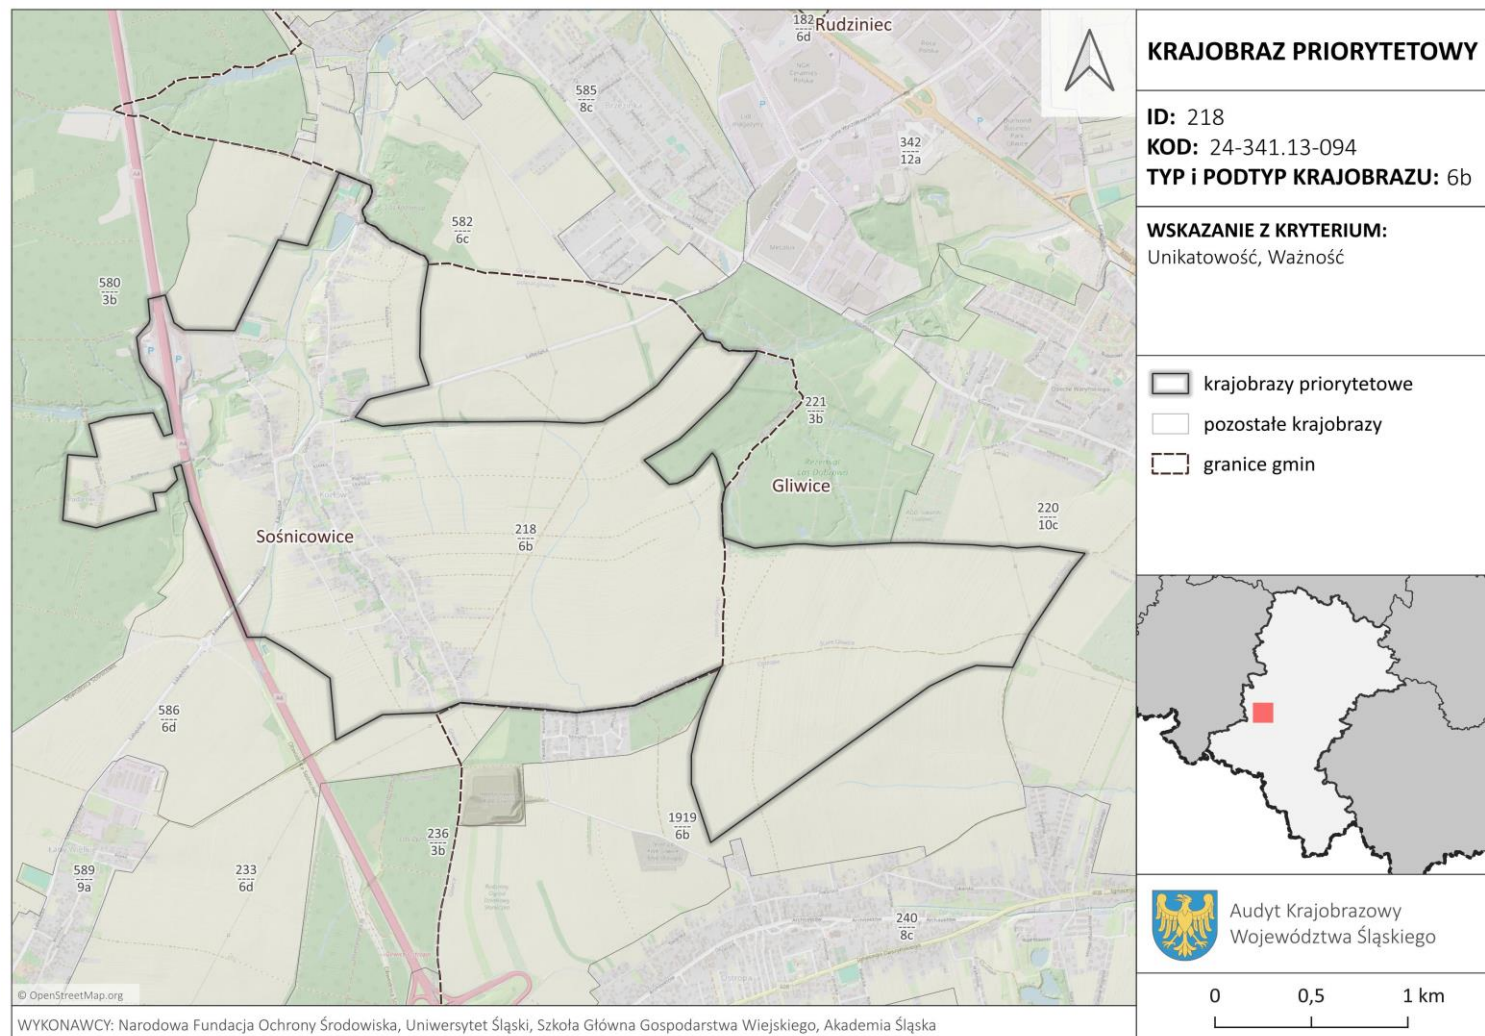 182
6d
Rudziniec
585
8c
342
12a
582
6c
580
3b
221
3b
Gliwice
220
10c
Sośnicowice
218
6b
586
6d
1919
6b
236
3b
233
6d
589
9a
240
8c
© OpenStreetMap.org
WYKONAWCY: Narodowa Fundacja Ochrony Środowiska, Uniwersytet Śląski, Szkoła Główna Gospodarstwa Wiejskiego, Akademia Śląska
KRAJOBRAZ PRIORYTETOWY
ID: 218
KOD: 24-341.13-094
TYP i PODTYP KRAJOBRAZU: 6b
WSKAZANIE Z KRYTERIUM:
Unikatowość, Ważność
krajobrazy priorytetowe
pozostałe krajobrazy
granice gmin
Audyt Krajobrazowy
Województwa Śląskiego
0 0,5 1 km